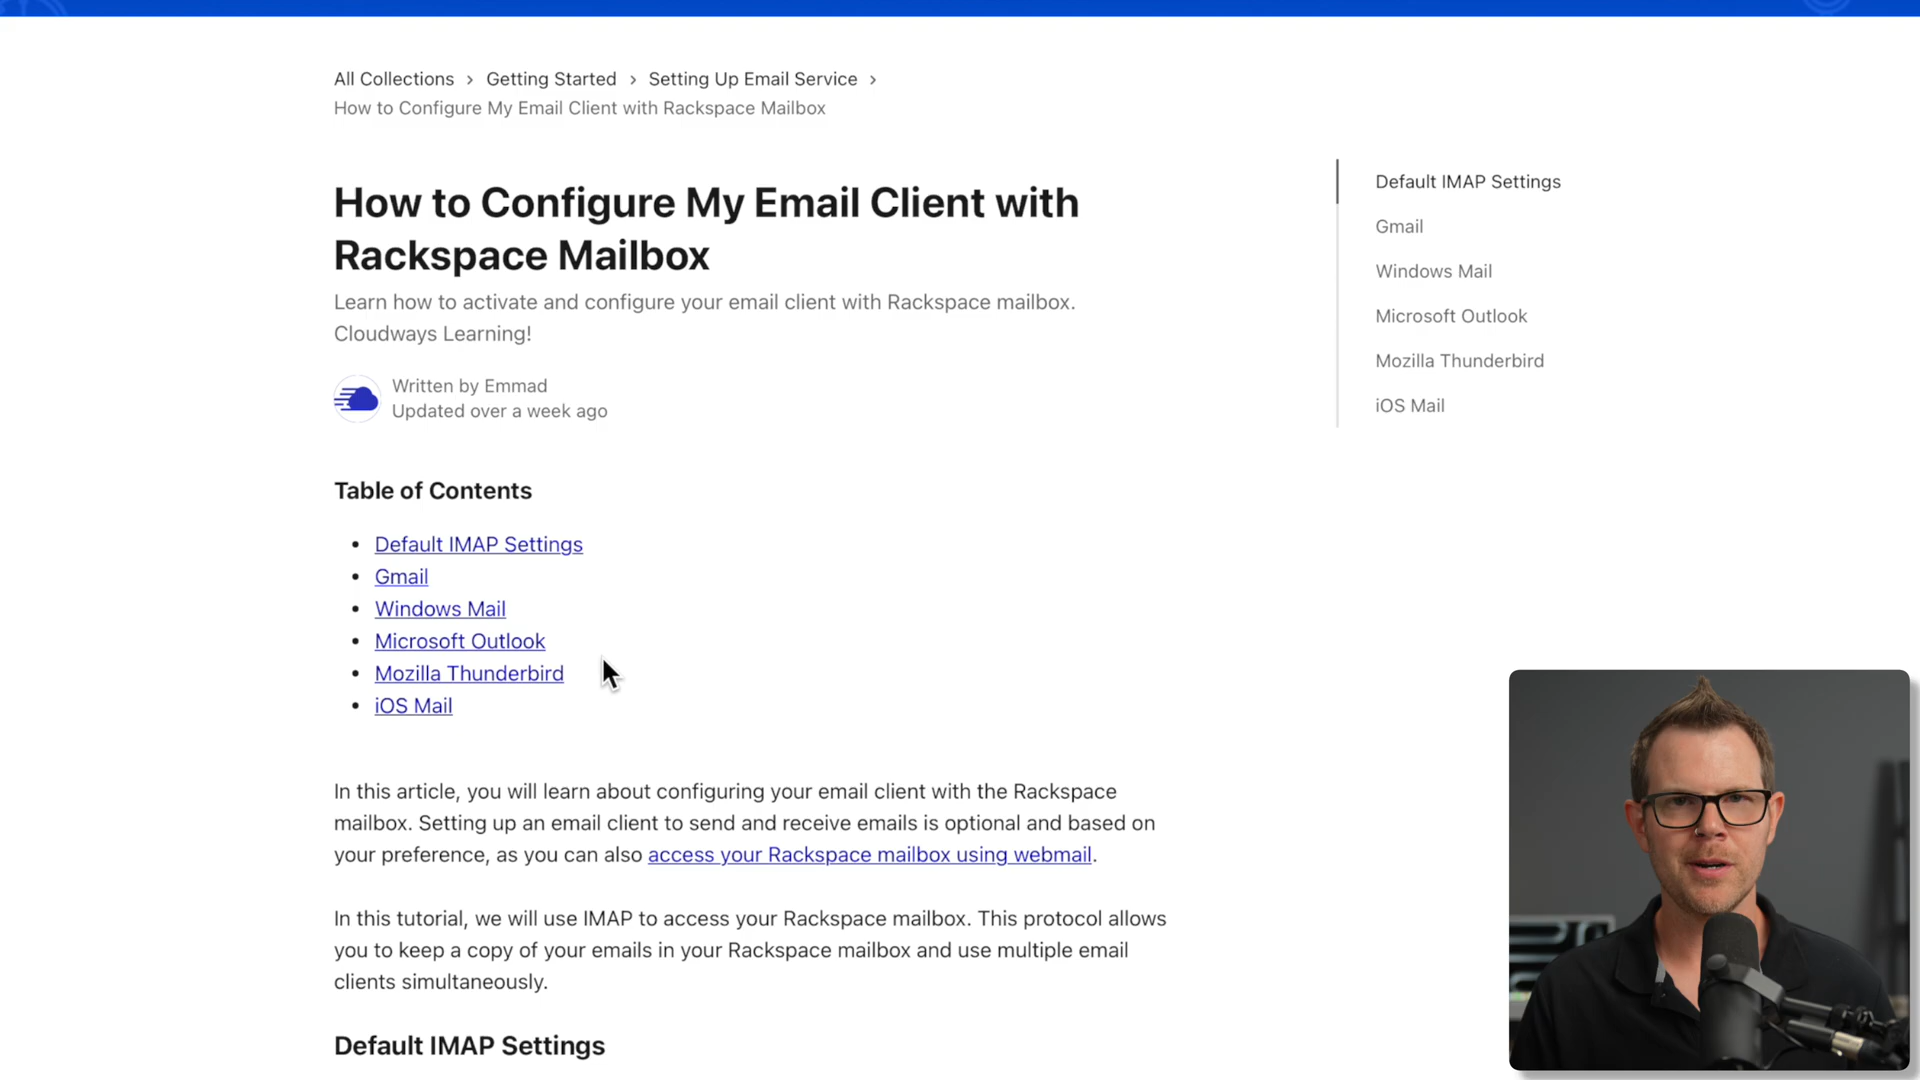 All Collections > Getting Started > Setting Up Email Service >
How to Configure My Email Client with Rackspace Mailbox
How to Configure My Email Client with
Rackspace Mailbox
Learn how to activate and configure your email client with Rackspace mailbox.
Cloudways Learning!
Written by Emmad
Updated over a week ago
Table of Contents
• Default IMAP Settings
• Gmail
• Windows Mail
• Microsoft Outlook
• Mozilla Thunderbird
• iOS Mail
In this article, you will learn about configuring your email client with the Rackspace
mailbox. Setting up an email client to send and receive emails is optional and based on
your preference, as you can also access your Rackspace mailbox using webmail.
In this tutorial, we will use IMAP to access your Rackspace mailbox. This protocol allows
you to keep a copy of your emails in your Rackspace mailbox and use multiple email
clients simultaneously.
Default IMAP Settings
Default IMAP Settings
Gmail
Windows Mail
Microsoft Outlook
Mozilla Thunderbird
iOS Mail